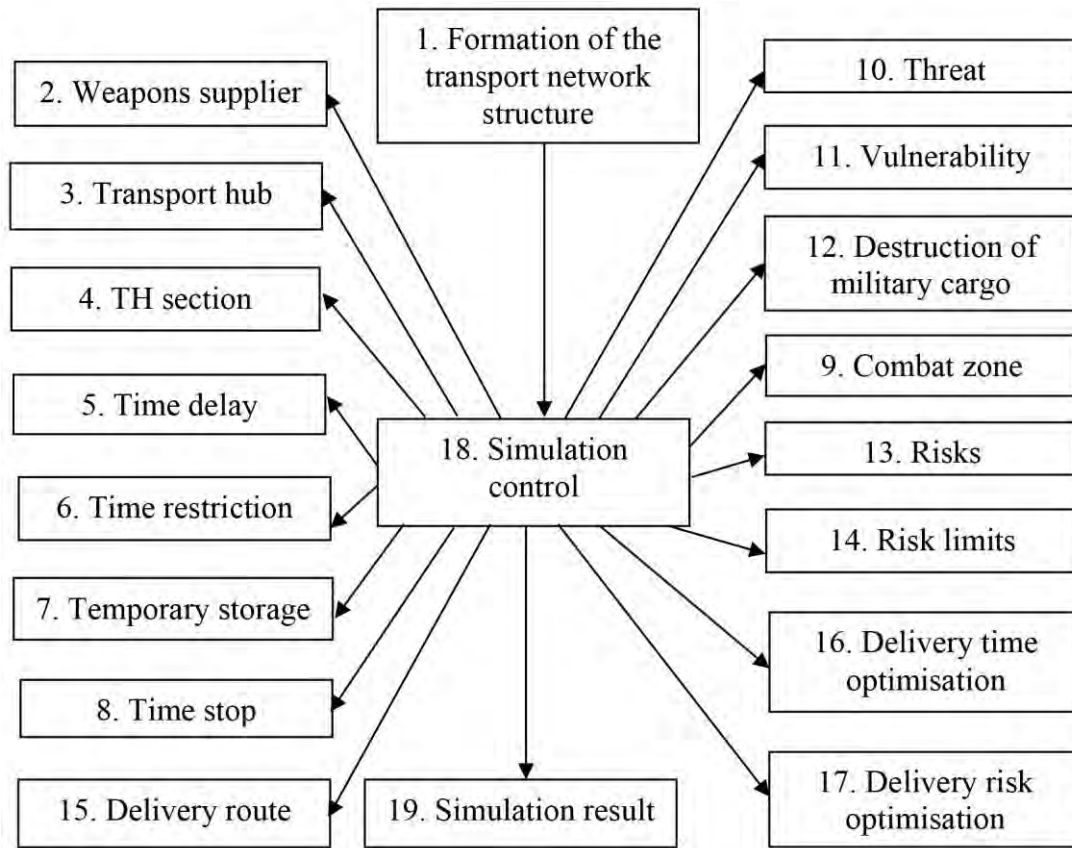 1. Formation of the
transport network
structure
2. Weapons supplier
3. Transport hub
4. TH section
5. Time delay
6. Time restriction
7. Temporary storage
8. Time stop
15. Delivery route
18. Simulation
control
19. Simulation result
10. Threat
11. Vulnerability
12. Destruction of
military cargo
9. Combat zone
13. Risks
14. Risk limits
16. Delivery time
optimisation
17. Delivery risk
optimisation